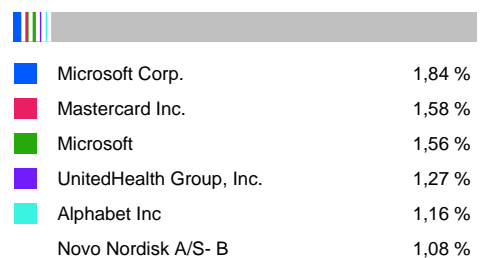 Microsoft Corp. 1,84 %
Mastercard Inc. 1,58 %
Microsoft 1,56 %
UnitedHealth Group, Inc. 1,27 %
Alphabet Inc 1,16 %
Novo Nordisk A/S- B 1,08 %